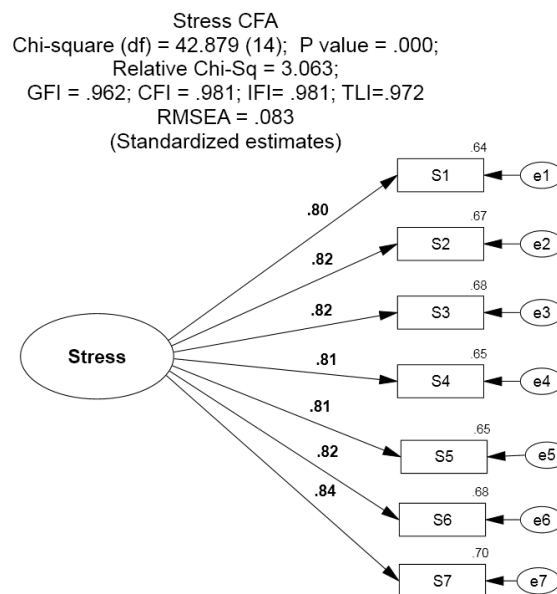 Stress CFA
Chi-square (df) = 42.879 (14); P value = .000;
Relative Chi-Sq = 3.063;
GFI = .962; CFI = .981; IFI= .981; TLI=.972
RMSEA = .083
(Standardized estimates)
.64
S1
e1
.80
.67
S2
e2
.82
.68
S3
e3
.82
Stress
.65
S4
e4
.81
.65
S5
e5
.81
.68
S6
e6
.82
.70
S7
e7
.84